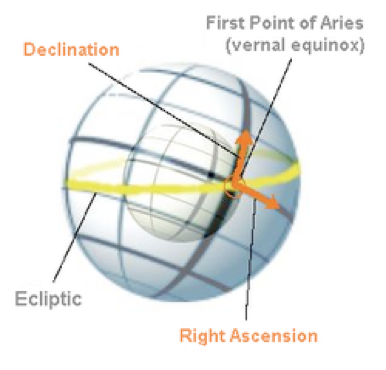 First Point of Aries
(vernal equinox)
Declination
Ecliptic
Right Ascension